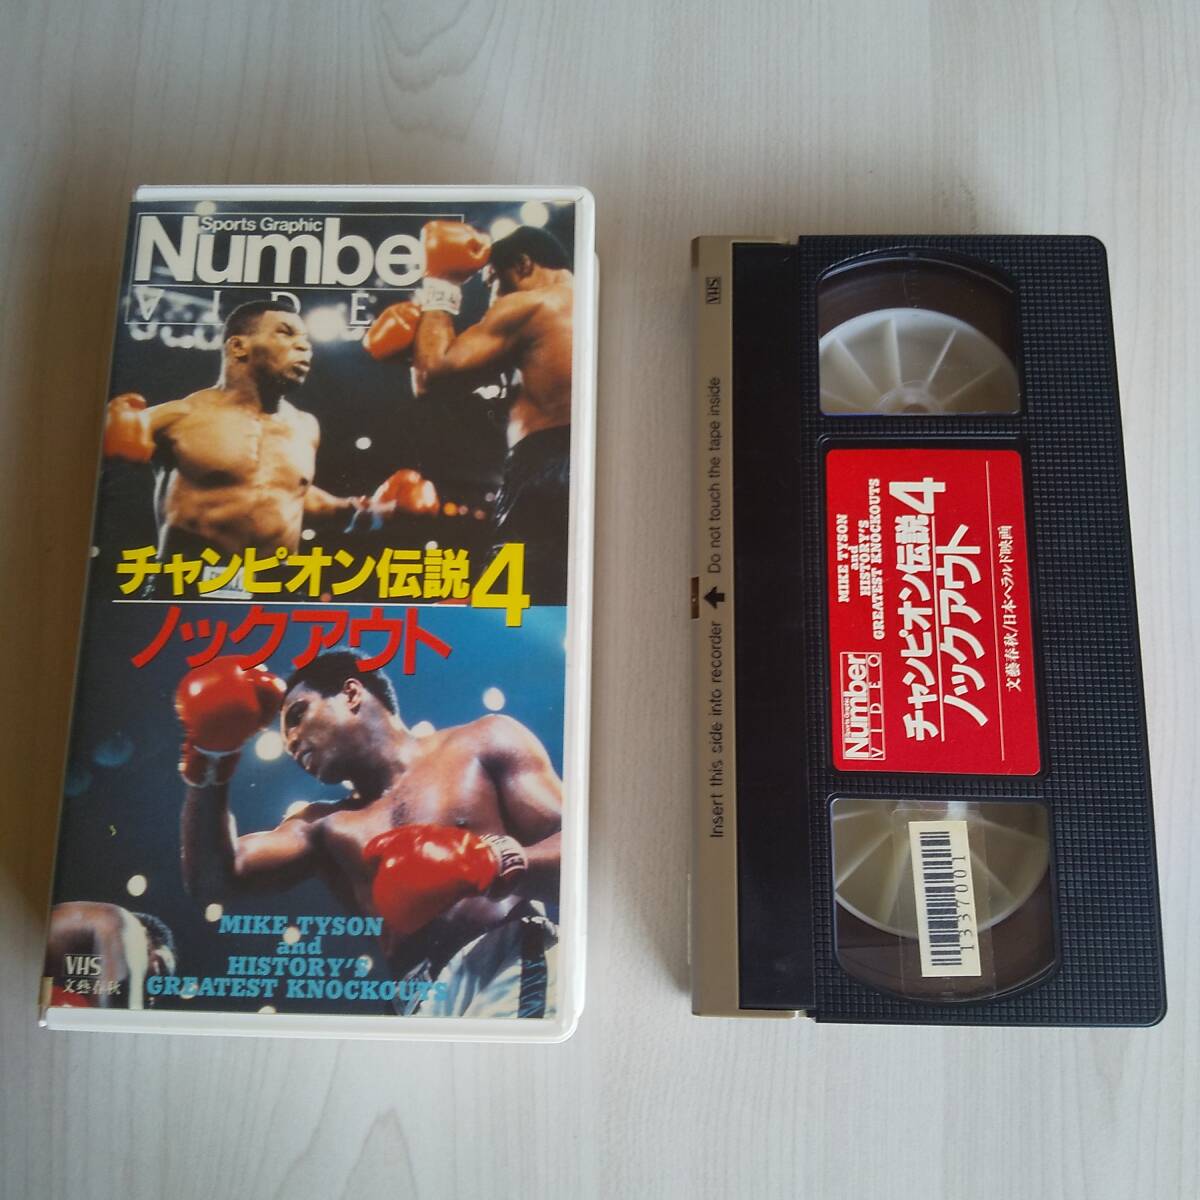 Sports Graphic
Numbe
VIDE
チャンピオン伝説4
ノックアウト
MIKE TYSON
and
HISTORY'S
GREATEST KNOCKOUTS
VHS
文藝春秋
VHS
Insert this side into recorder Do not touch the tape inside
Sports Graphic
Number
VIDEO
MIKE TYSON
and
HISTORY'S
GREATEST KNOCKOUTS
チャンピオン伝説4
ノックアウト
文藝春秋/日本ヘラルド映画
1337001